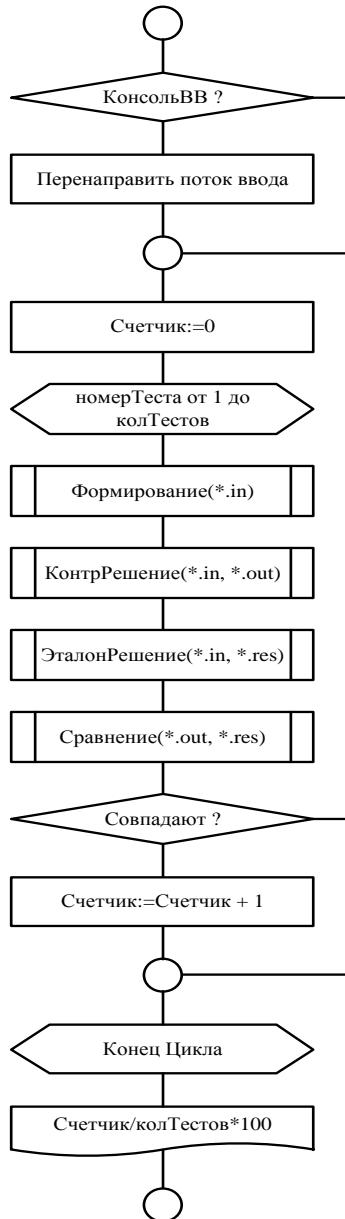 КонсольВВ ?
Перенаправить поток ввода
Счетчик:=0
номерТеста от 1 до
колТестов
Формирование(*.in)
КонтрРешение(*.in, *.out)
ЭталонРешение(*.in, *.res)
Сравнение(*.out, *.res)
Совпадают ?
Счетчик:=Счетчик + 1
Конец Цикла
Счетчик/колТестов*100